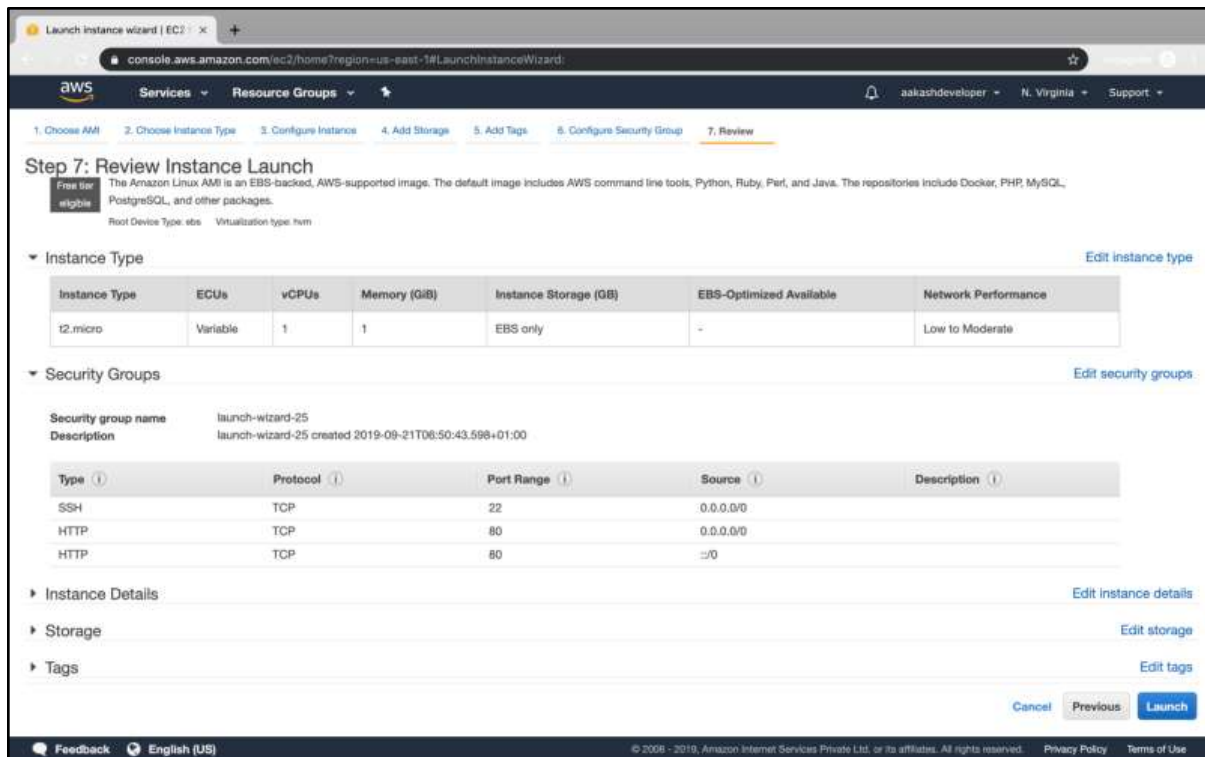 Launch instance wizard | EC2
console.aws.amazon.com/ec2/home?region=us-east-1#LaunchInstanceWizard:
aws Services Resource Groups aakashdeveloper N. Virginia Support
1. Choose AMI 2. Choose Instance Type 3. Configure Instance 4. Add Storage 5. Add Tags 6. Configure Security Group 7. Review
Step 7: Review Instance Launch
Free tier eligible
The Amazon Linux AMI is an EBS-backed, AWS-supported image. The default image includes AWS command line tools, Python, Ruby, Perl, and Java. The repositories include Docker, PHP, MySQL,
PostgreSQL, and other packages.
Root Device Type: ebs Virtualization type: hvm
Instance Type Edit instance type
Instance Type ECUs vCPUs Memory (GiB) Instance Storage (GB) EBS-Optimized Available Network Performance
t2.micro Variable 1 1 EBS only - Low to Moderate
Security Groups Edit security groups
Security group name launch-wizard-25
Description launch-wizard-25 created 2019-09-21T06:50:43.598+01:00
Type Protocol Port Range Source Description
SSH TCP 22 0.0.0.0/0
HTTP TCP 80 0.0.0.0/0
HTTP TCP 80 ::/0
Instance Details Edit instance details
Storage Edit storage
Tags Edit tags
Cancel Previous Launch
Feedback English (US) © 2008 - 2019, Amazon Internet Services Private Ltd. or its affiliates. All rights reserved. Privacy Policy Terms of Use